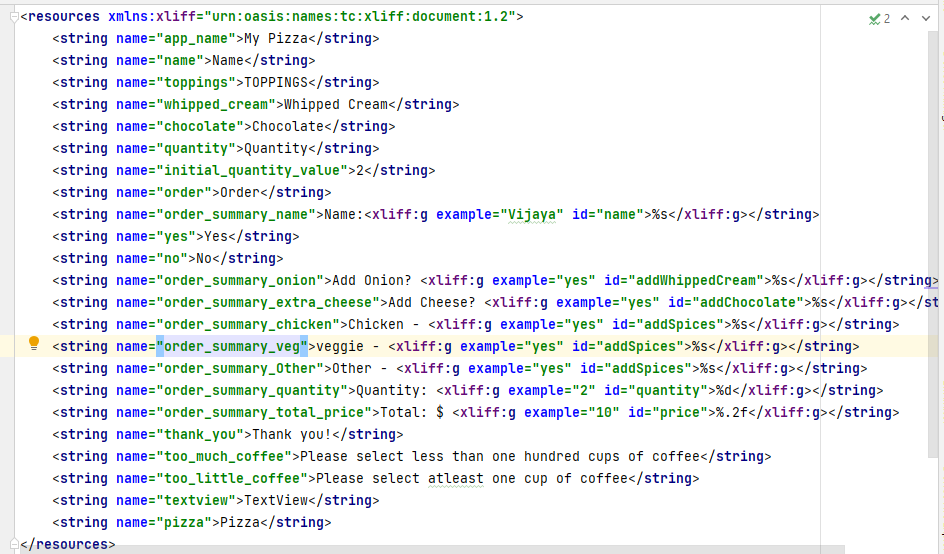 <resources xmlns:xliff="urn:oasis:names:tc:xliff:document:1.2">
2
<string name="app_name">My Pizza</string>
<string name="name">Name</string>
<string name="toppings">TOPPINGS</string>
<string name="whipped_cream">Whipped Cream</string>
<string name="chocolate">Chocolate</string>
<string name="quantity">Quantity</string>
<string name="initial_quantity_value">2</string>
<string name="order">Order</string>
<string name="order_summary_name">Name:<xliff:g example="Vijaya" id="name">%s</xliff:g></string>
<string name="yes">Yes</string>
<string name="no">No</string>
<string name="order_summary_onion">Add Onion? <xliff:g example="yes" id="addWhippedCream">%s</xliff:g></string>
<string name="order_summary_extra_cheese">Add Cheese? <xliff:g example="yes" id="addChocolate">%s</xliff:g></st
<string name="order_summary_chicken">Chicken - <xliff:g example="yes" id="addSpices">%s</xliff:g></string>
<string name="order_summary_veg">veggie - <xliff:g example="yes" id="addSpices">%s</xliff:g></string>
<string name="order_summary_Other">Other - <xliff:g example="yes" id="addSpices">%s</xliff:g></string>
<string name="order_summary_quantity">Quantity: <xliff:g example="2" id="quantity">%d</xliff:g></string>
<string name="order_summary_total_price">Total: $ <xliff:g example="10" id="price">%.2f</xliff:g></string>
<string name="thank_you">Thank you!</string>
<string name="too_much_coffee">Please select less than one hundred cups of coffee</string>
<string name="too_little_coffee">Please select atleast one cup of coffee</string>
<string name="textview">TextView</string>
<string name="pizza">Pizza</string>
</resources>